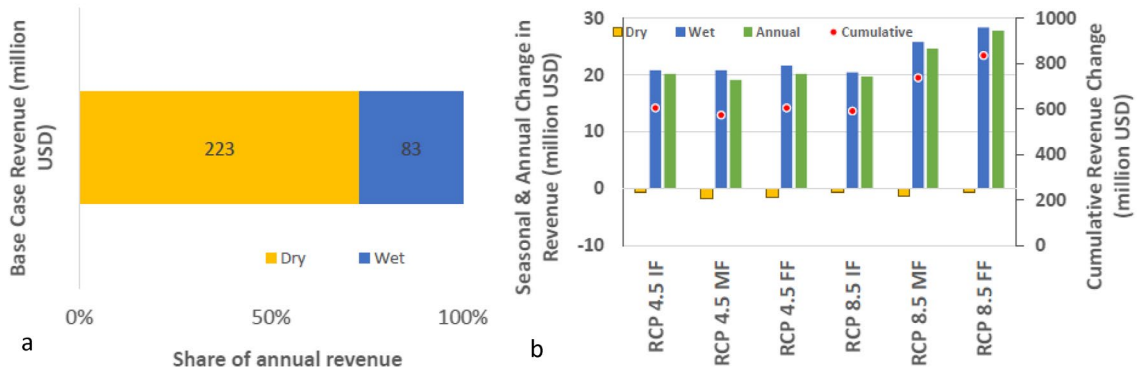 Base Case Revenue (million
USD)
223
83
Dry
Wet
0%
50%
100%
Share of annual revenue
a
Seasonal & Annual Change in
Revenue (million USD)
30
20
10
0
-10
Dry
Wet
Annual
Cumulative
1000
800
600
400
200
0
Cumulative Revenue Change
(million USD)
RCP 4.5 IF
RCP 4.5 MF
RCP 4.5 FF
RCP 8.5 IF
RCP 8.5 MF
RCP 8.5 FF
b